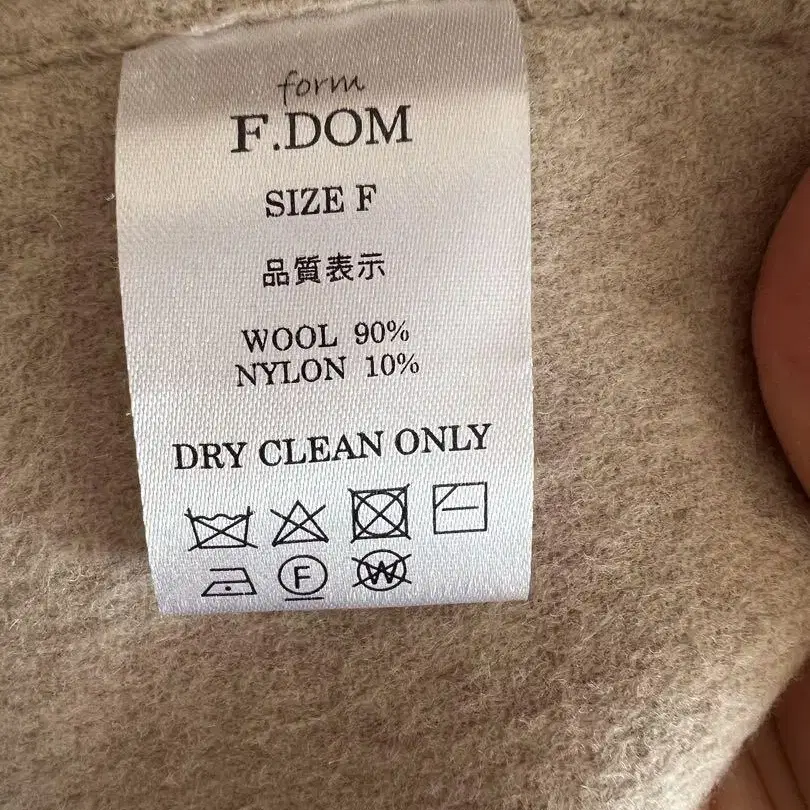 form
F.DOM
SIZE F
品質表示
WOOL 90%
NYLON 10%
DRY CLEAN ONLY
F
W